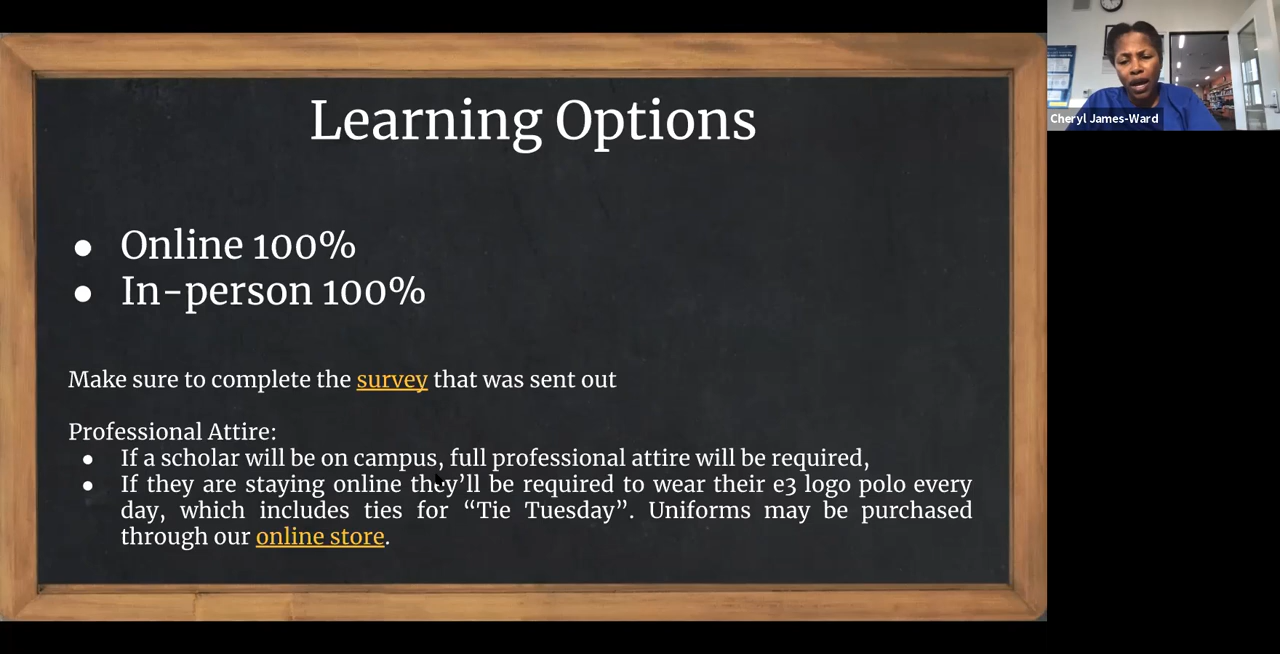 Learning Options
● Online 100%
● In-person 100%
Make sure to complete the survey that was sent out
Professional Attire:
● If a scholar will be on campus, full professional attire will be required,
● If they are staying online they’ll be required to wear their e3 logo polo every
day, which includes ties for “Tie Tuesday”. Uniforms may be purchased
through our online store.
Cheryl James-Ward